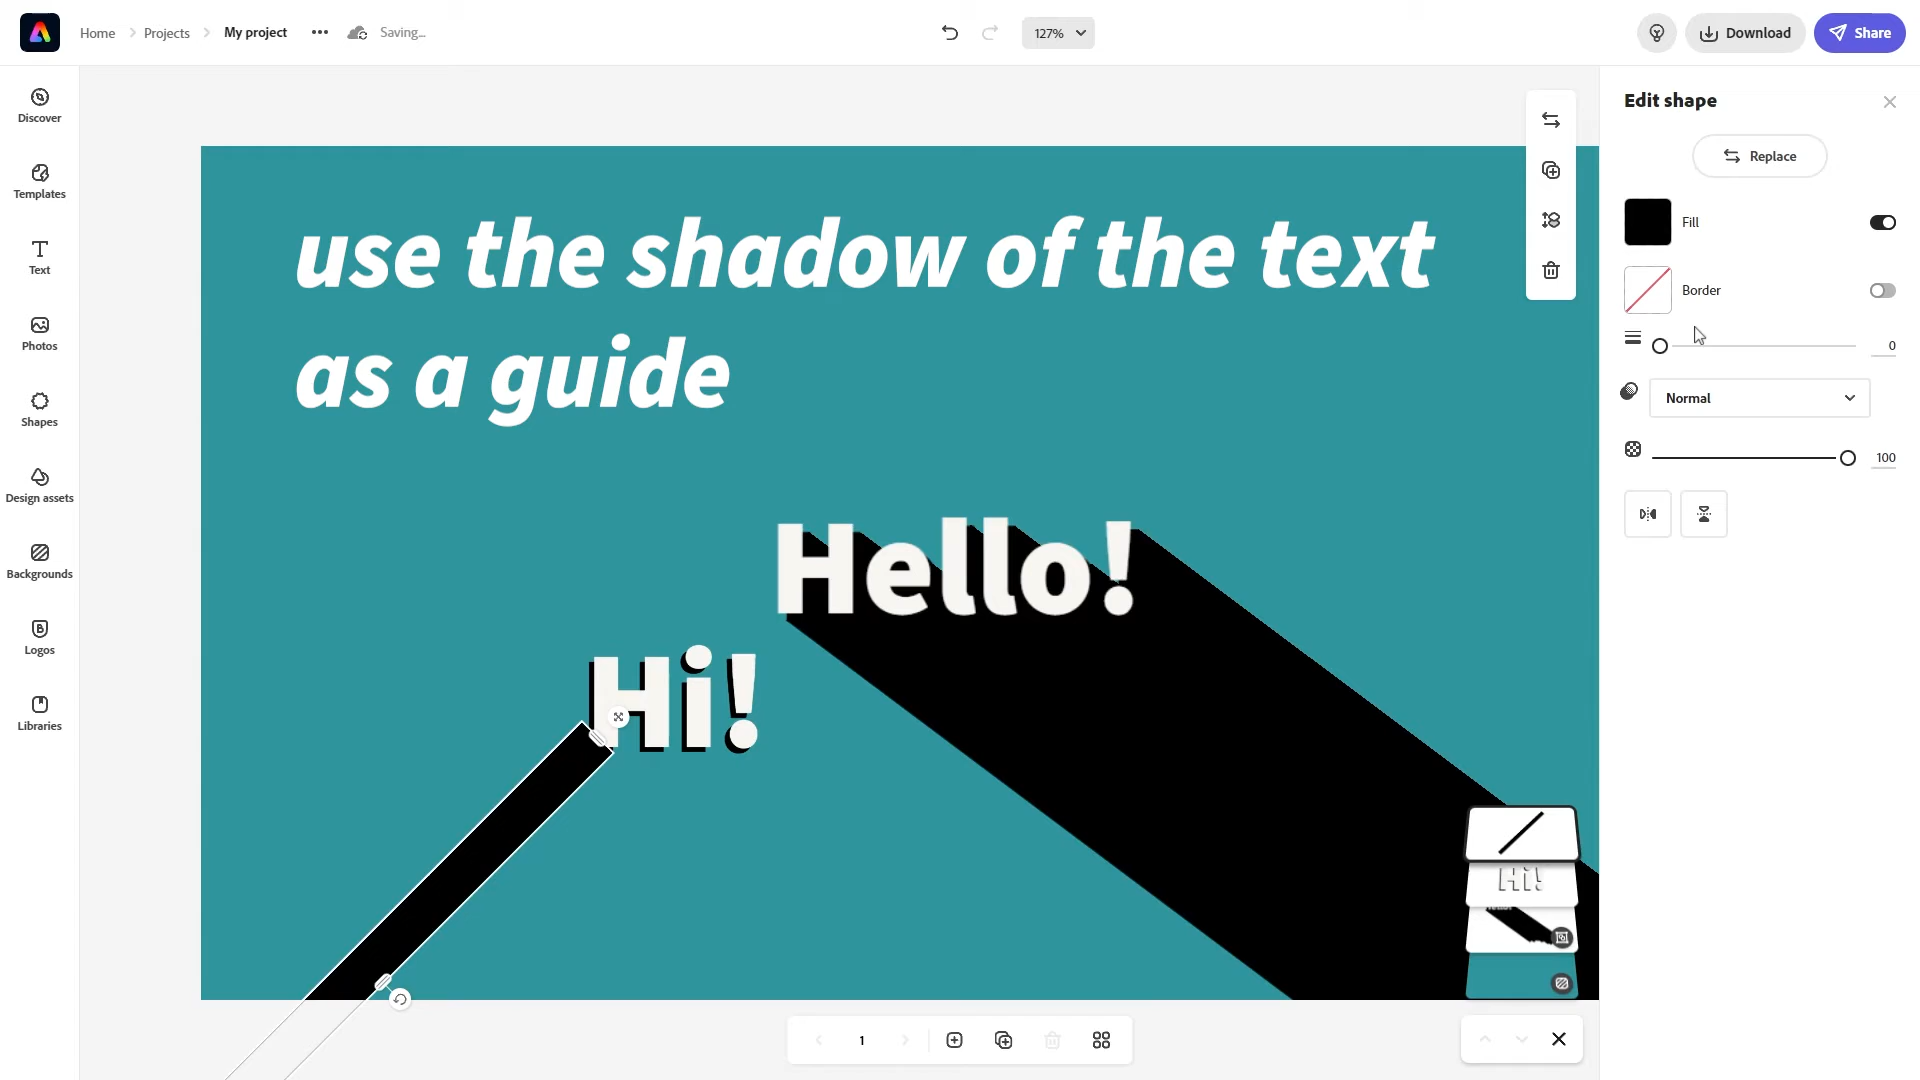 Home
Projects
My project
Saving...
127%
Download
Share
Discover
Templates
Text
Photos
Shapes
Design assets
Backgrounds
Logos
Libraries
use the shadow of the text
as a guide
Hello!
Hi!
Hi!
1
Edit shape
Replace
Fill
Border
0
Normal
100